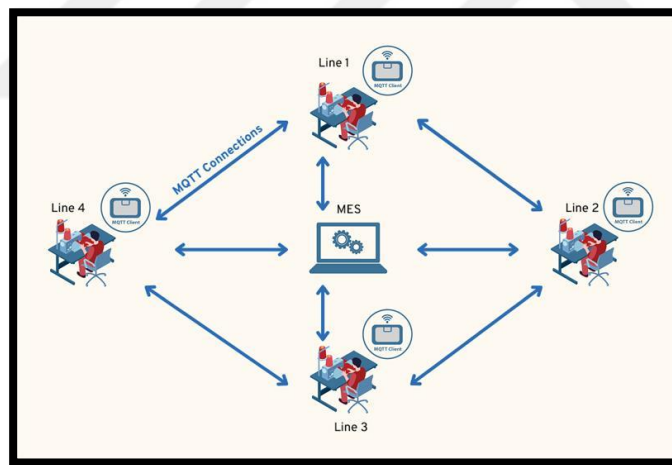 Line 1
MQTT Client
MQTT Connections
Line 4
MQTT Client
MES
Line 2
MQTT Client
MQTT Client
Line 3